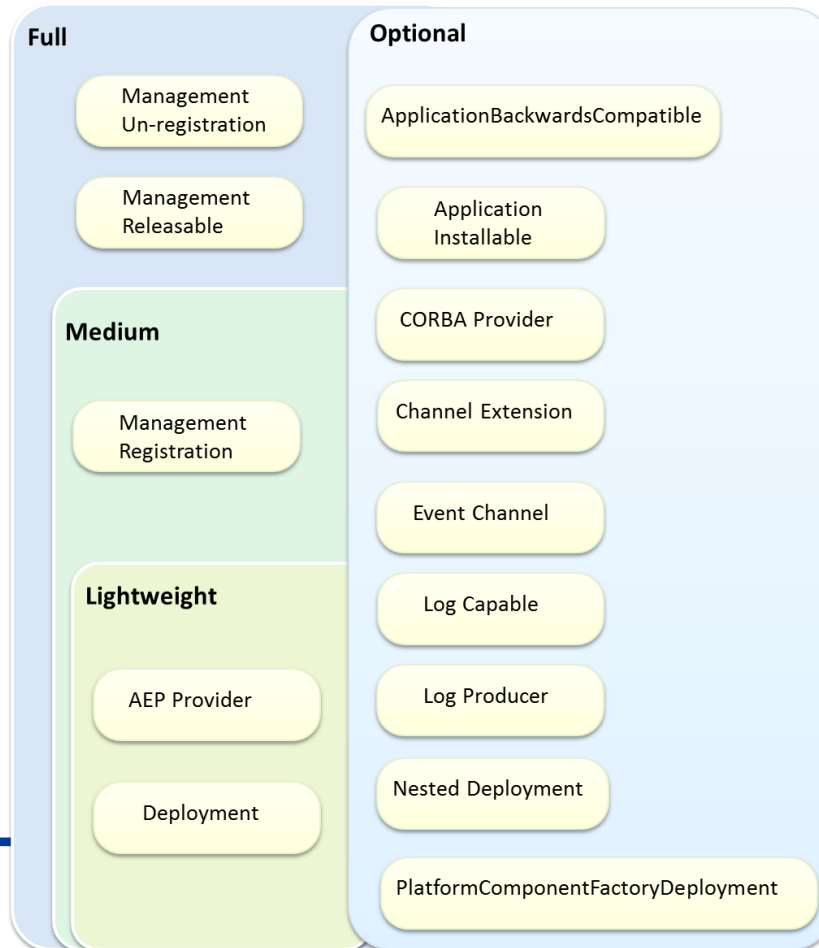 Full
Management
Un-registration
Management
Releasable
Medium
Management
Registration
Lightweight
AEP Provider
Deployment
Optional
ApplicationBackwardsCompatible
Application
Installable
CORBA Provider
Channel Extension
Event Channel
Log Capable
Log Producer
Nested Deployment
PlatformComponentFactoryDeployment